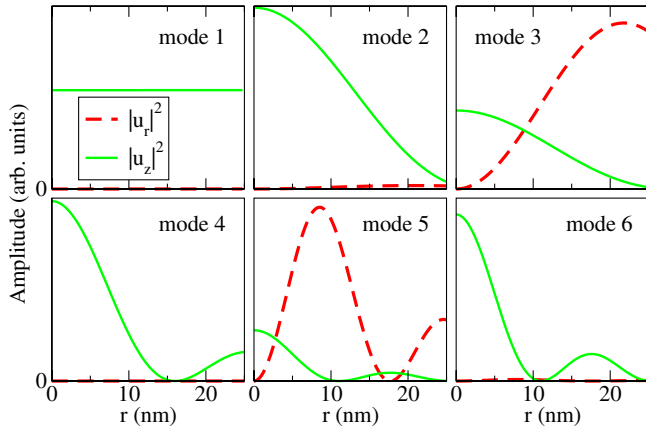 mode 1
mode 2
mode 3
|u_r|^2
|u_z|^2
0
mode 4
mode 5
mode 6
0
0 10 20
0 10 20
0 10 20
r (nm)
r (nm)
r (nm)
Amplitude (arb. units)